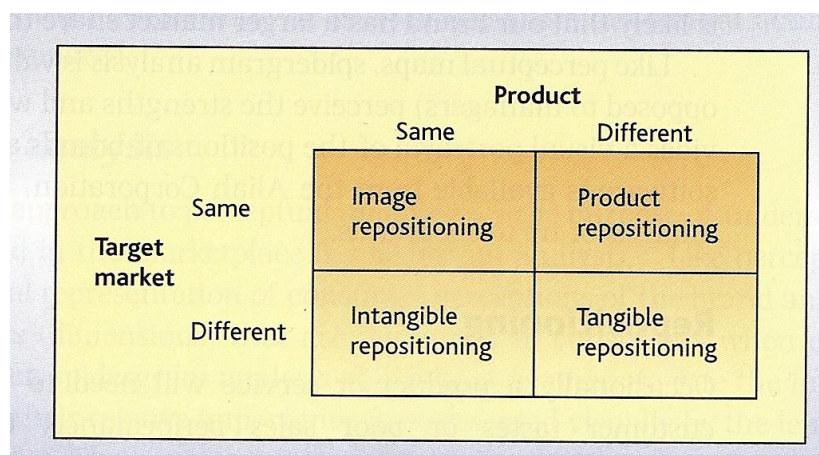 Product
Same Different
Same
Image
repositioning
Product
repositioning
Target
market
Different
Intangible
repositioning
Tangible
repositioning